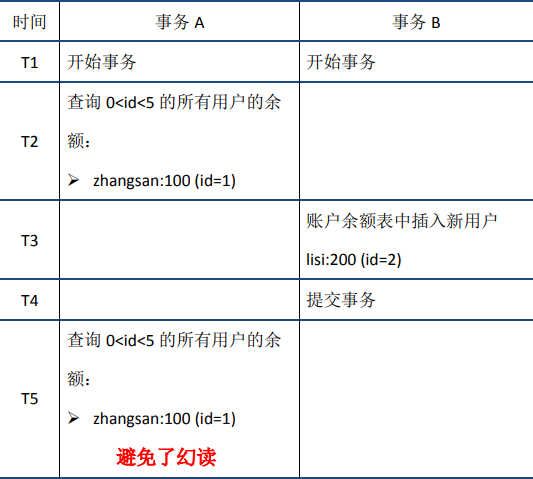 时间 事务 A 事务 B
T1 开始事务 开始事务
T2 查询 0<id<5 的所有用户的余
额：
➢ zhangsan:100 (id=1)
T3 账户余额表中插入新用户
lisi:200 (id=2)
T4 提交事务
T5 查询 0<id<5 的所有用户的余
额：
➢ zhangsan:100 (id=1)
避免了幻读